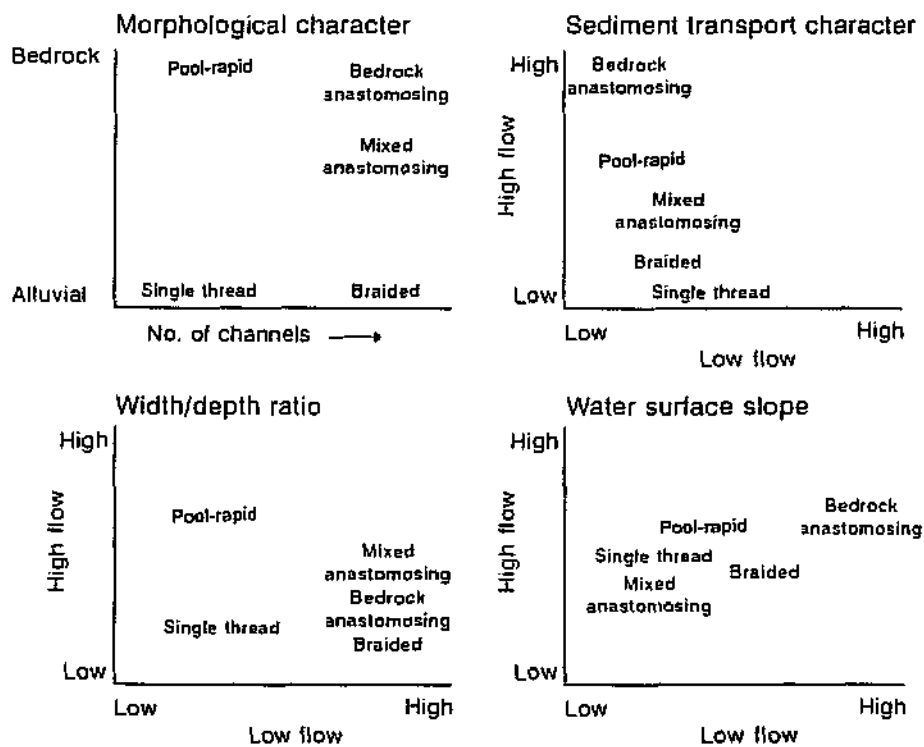 Morphological character
Bedrock
Pool-rapid
Bedrock
anastomosing
Mixed
anastomosing
Alluvial
Single thread
Braided
No. of channels
Sediment transport character
High
Bedrock
anastomosing
High flow
Pool-rapid
Mixed
anastomosing
Braided
Low
Single thread
Low
High
Low flow
Width/depth ratio
High
High flow
Pool-rapid
Mixed
anastomosing
Bedrock
anastomosing
Single thread
Braided
Low
Low
High
Low flow
Water surface slope
High
High flow
Bedrock
anastomosing
Pool-rapid
Single thread
Braided
Mixed
anastomosing
Low
Low
High
Low flow